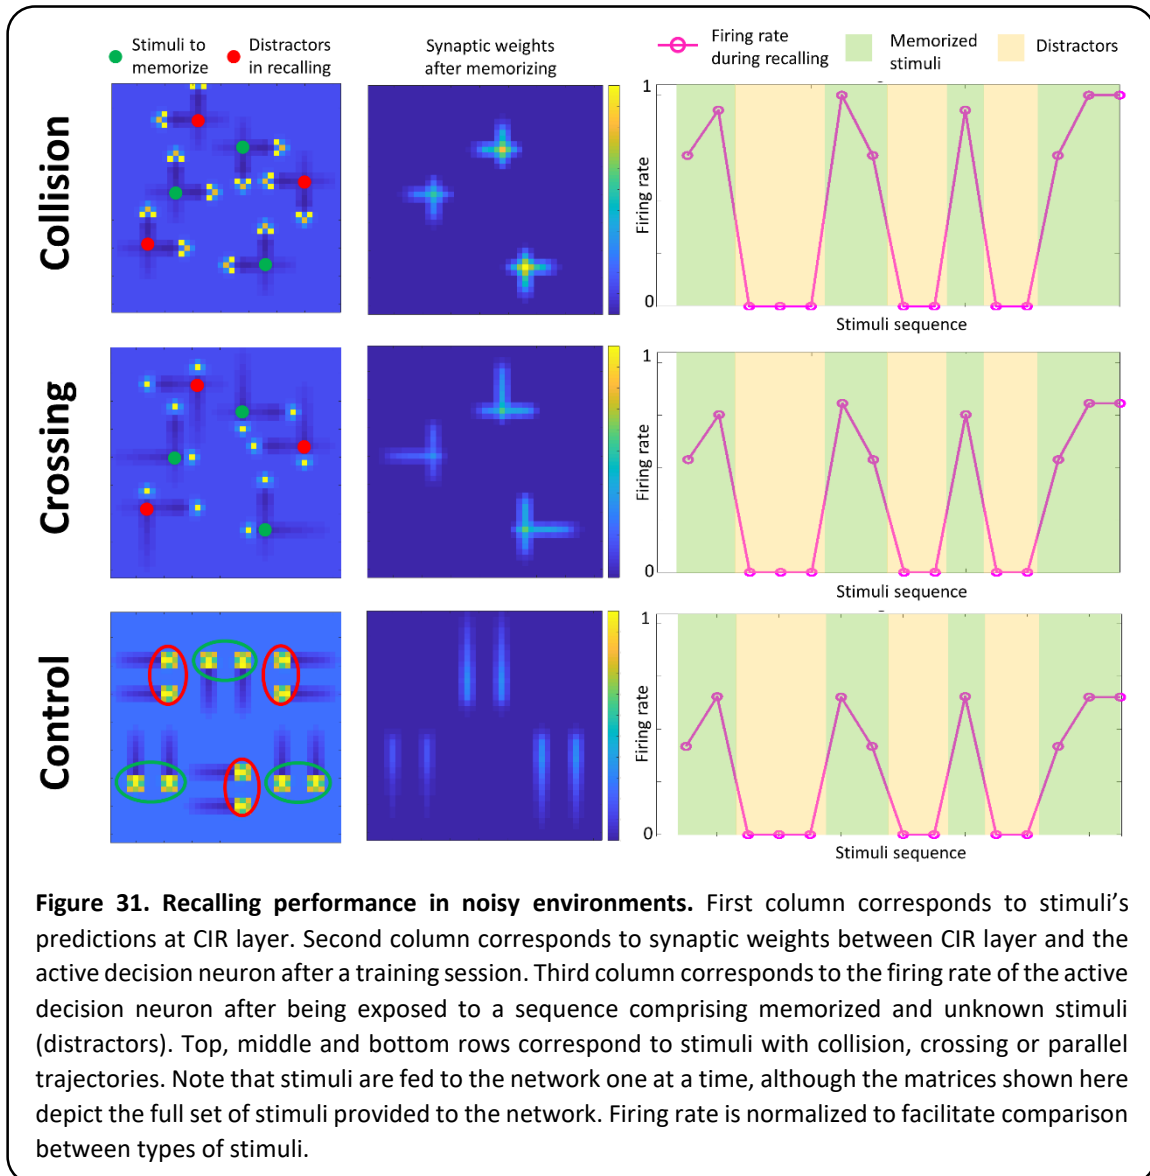 Stimuli to
memorize
Distractors
in recalling
Synaptic weights
after memorizing
Firing rate
during recalling
Memorized
stimuli
Distractors
Collision
1
Firing rate
0
Stimuli sequence
Crossing
1
Firing rate
0
Stimuli sequence
Control
1
Firing rate
0
Stimuli sequence
Figure 31. Recalling performance in noisy environments. First column corresponds to stimuli’s
predictions at CIR layer. Second column corresponds to synaptic weights between CIR layer and the
active decision neuron after a training session. Third column corresponds to the firing rate of the active
decision neuron after being exposed to a sequence comprising memorized and unknown stimuli
(distractors). Top, middle and bottom rows correspond to stimuli with collision, crossing or parallel
trajectories. Note that stimuli are fed to the network one at a time, although the matrices shown here
depict the full set of stimuli provided to the network. Firing rate is normalized to facilitate comparison
between types of stimuli.